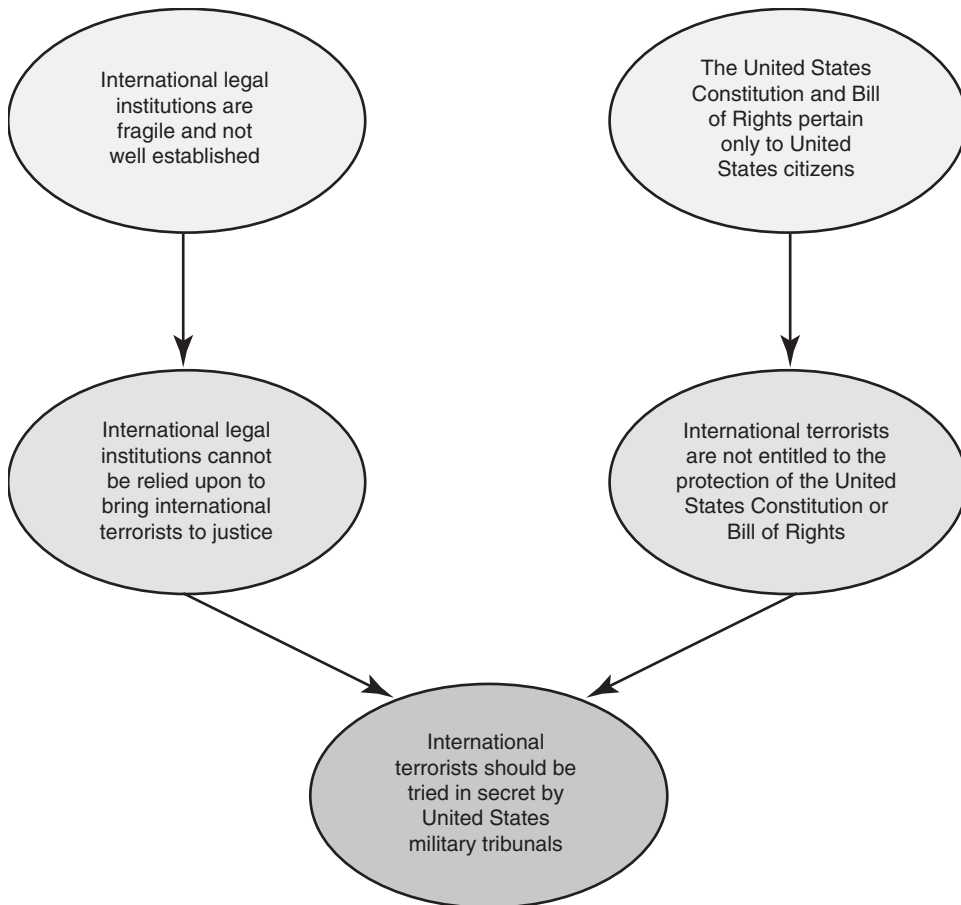 International legal
institutions are
fragile and not
well established
The United States
Constitution and Bill
of Rights pertain
only to United
States citizens
International legal
institutions cannot
be relied upon to
bring international
terrorists to justice
International terrorists
are not entitled to the
protection of the United
States Constitution or
Bill of Rights
International
terrorists should be
tried in secret by
United States
military tribunals